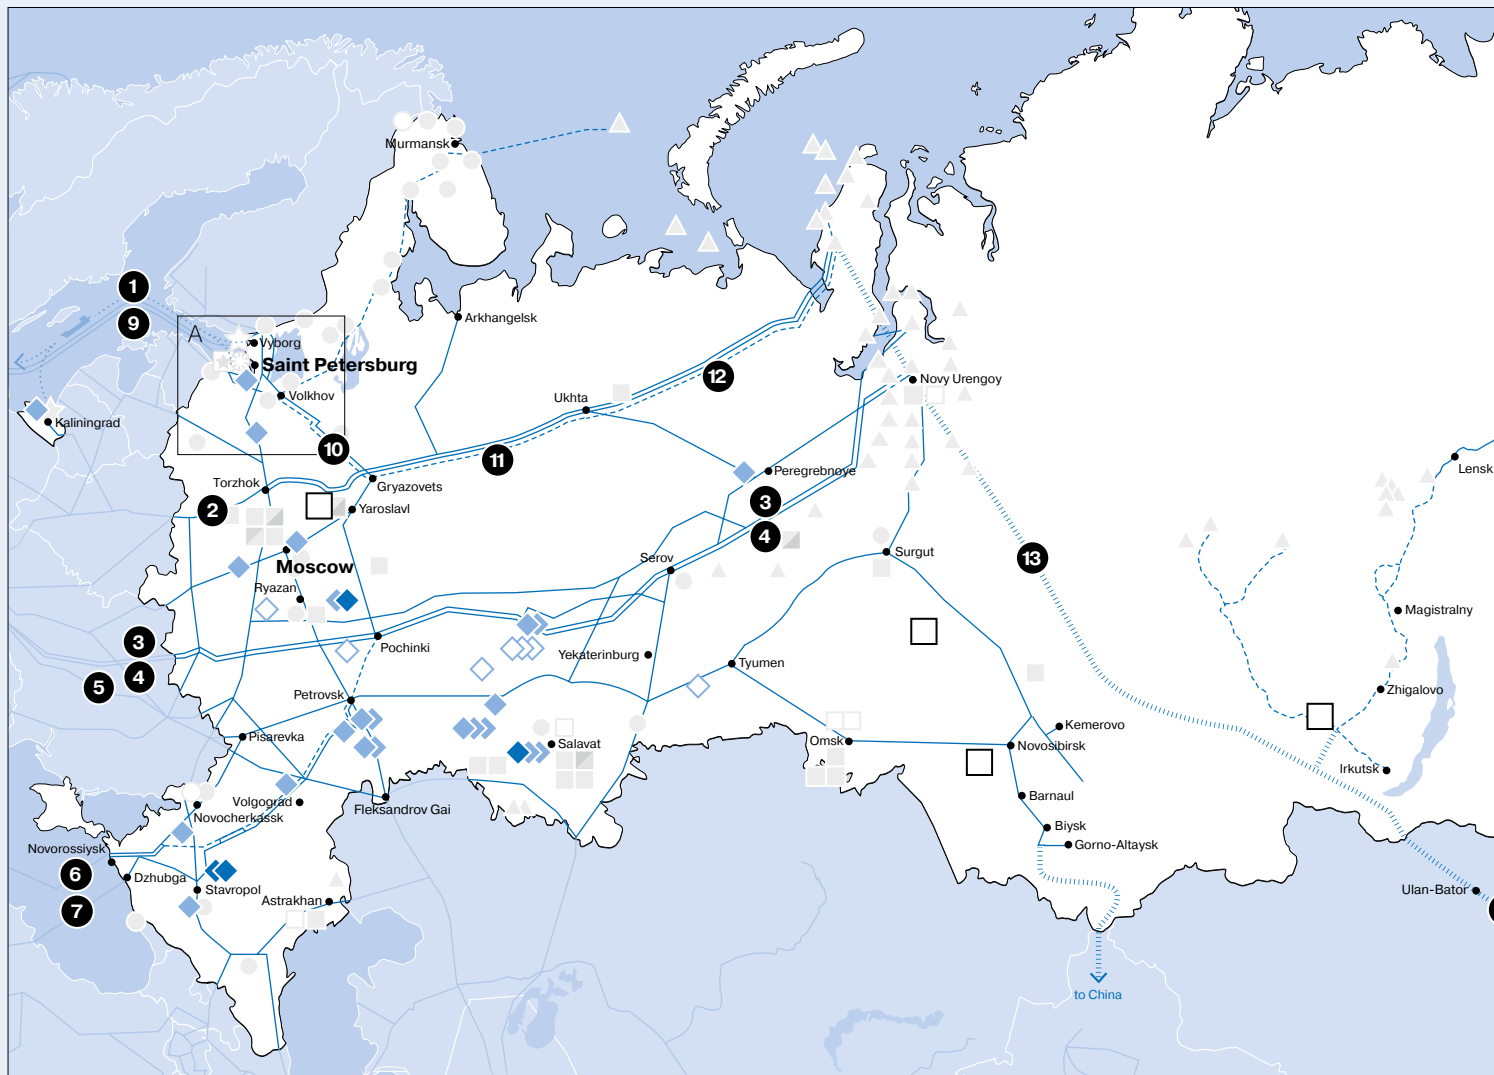 Murmansk
1
9
A
Vyborg
Saint Petersburg
Arkhangelsk
Volkhov
Kaliningrad
12
Novy Urengoy
Ukhta
10
11
Torzhok
Gryazovets
Peregrebnoye
Lensk
2
Yaroslavl
3
4
Moscow
Serov
Surgut
13
Ryazan
Magistralny
3
Pochinki
Yekaterinburg
Tyumen
4
5
Petrovsk
Zhigalovo
Pisarevka
Salavat
Omsk
Kemerovo
Novosibirsk
Irkutsk
Volgograd
Novocherkassk
Fleksandrov Gai
Barnaul
Biysk
Gorno-Altaysk
Novorossiysk
6
Dzhubga
Stavropol
7
Astrakhan
Ulan-Bator
to China